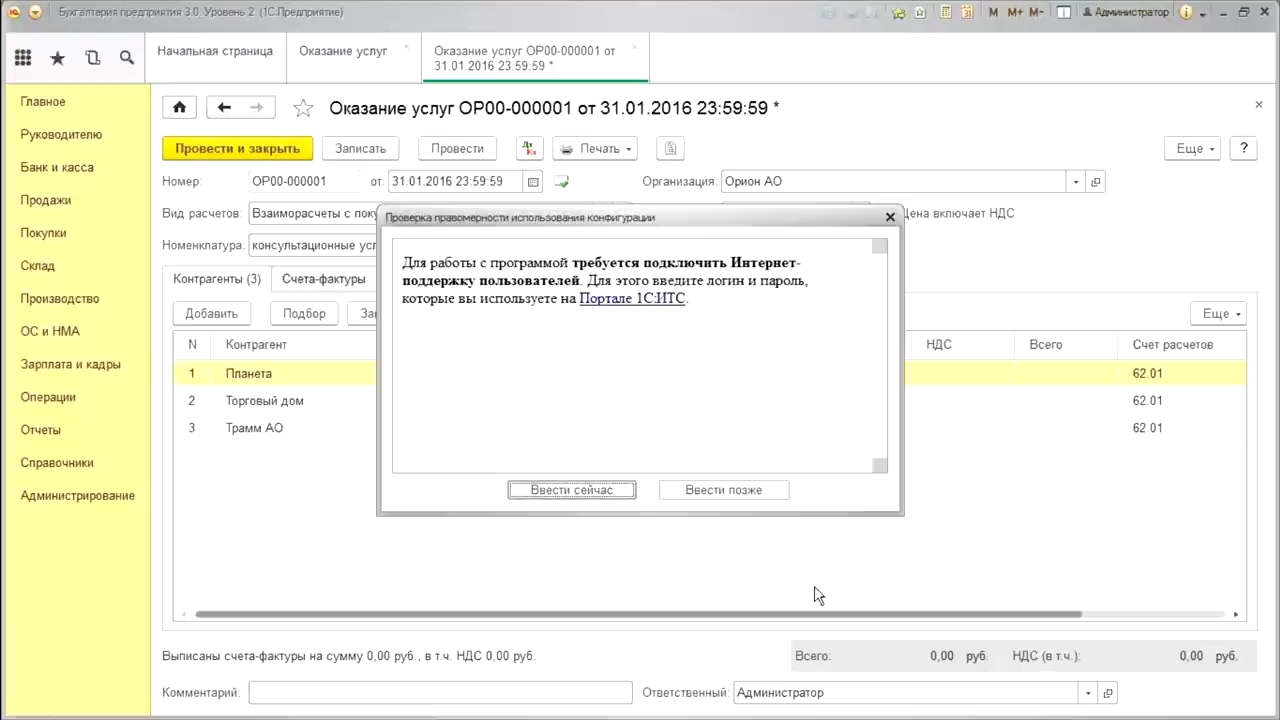 Бухгалтерия предприятия 3.0. Уровень 2. (1С:Предприятие)
M M+ M- Администратор
Начальная страница
Оказание услуг
Оказание услуг ОР00-000001 от
31.01.2016 23:59:59 *
Главное
Руководителю
Банк и касса
Продажи
Покупки
Склад
Производство
ОС и НМА
Зарплата и кадры
Операции
Отчеты
Справочники
Администрирование
Оказание услуг ОР00-000001 от 31.01.2016 23:59:59 *
Провести и закрыть Записать Провести Дт Кт Печать Еще ?
Номер: ОР00-000001 от: 31.01.2016 23:59:59 Организация: Орион АО
Вид расчетов: Взаиморасчеты с поку
Цена включает НДС
Номенклатура: консультационные усл
Контрагенты (3) Счета-фактуры
Добавить Подбор За Еще
N Контрагент НДС Всего Счет расчетов
1 Планета 62.01
2 Торговый дом 62.01
3 Трамм АО 62.01
Проверка правомерности использования конфигурации
Для работы с программой требуется подключить Интернет-
поддержку пользователей. Для этого введите логин и пароль,
которые вы используете на Портале 1С:ИТС.
Ввести сейчас Ввести позже
Выписаны счета-фактуры на сумму 0,00 руб., в т.ч. НДС 0,00 руб.
Всего: 0,00 руб. НДС (в т.ч.): 0,00 руб.
Комментарий: Ответственный: Администратор